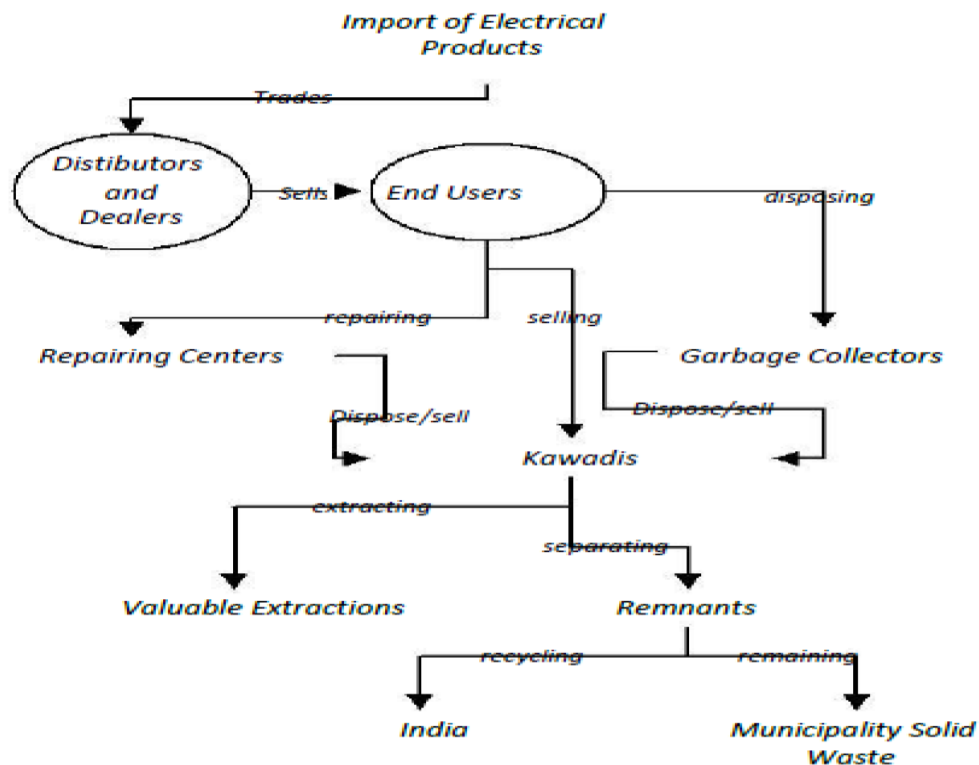 Import of Electrical
Products
Trades
Distibutors
and
Dealers
Sells
End Users
disposing
repairing
selling
Repairing Centers
Garbage Collectors
Dispose/sell
Dispose/sell
Kawadis
extracting
separating
Valuable Extractions
Remnants
recycling
remaining
India
Municipality Solid
Waste